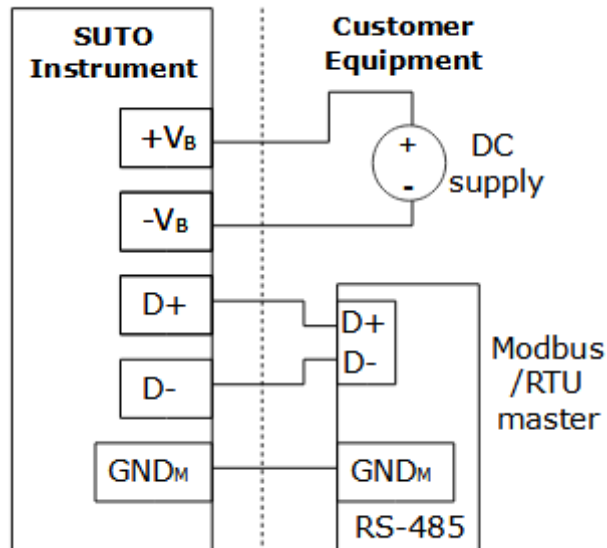 SUTO
Instrument
Customer
Equipment
+VB
-VB
D+
D-
GNDM
+
-
DC
supply
D+
D-
GNDM
RS-485
Modbus
/RTU
master